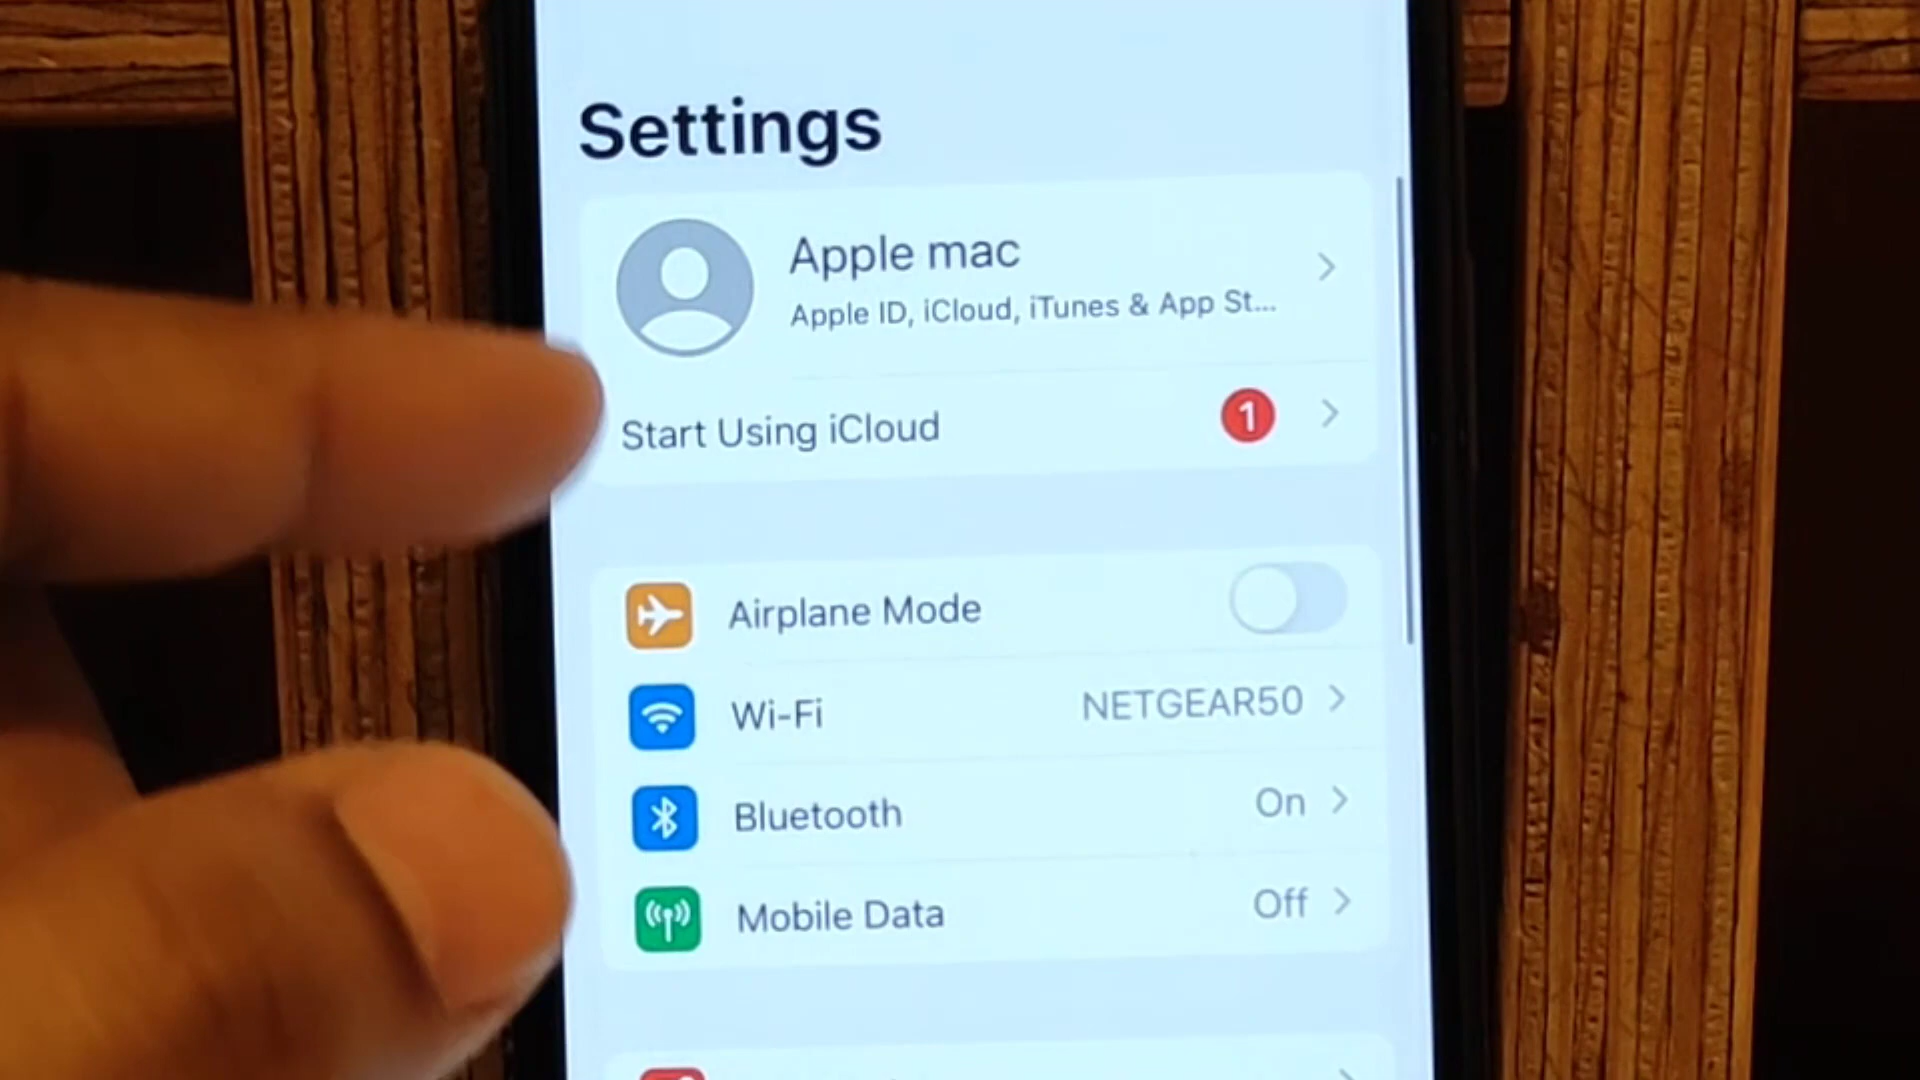 Settings
Apple mac
Apple ID, iCloud, iTunes & App St...
Start Using iCloud 1
Airplane Mode
Wi-Fi NETGEAR50
Bluetooth On
Mobile Data Off